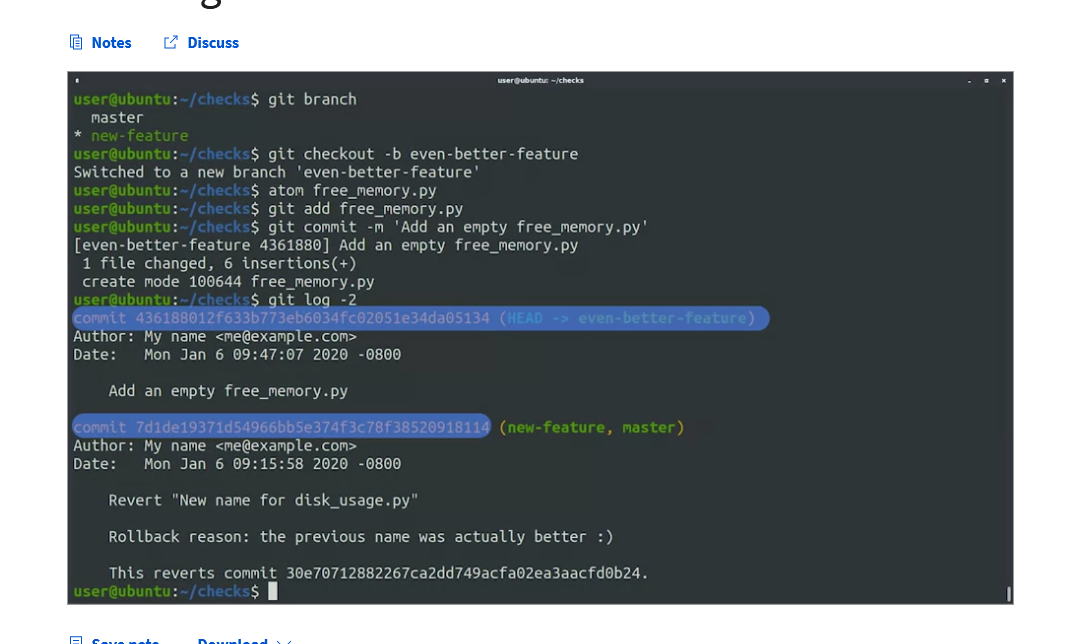 Notes
Discuss
user@ubuntu: ~/checks
user@ubuntu:~/checks$ git branch
master
* new-feature
user@ubuntu:~/checks$ git checkout -b even-better-feature
Switched to a new branch 'even-better-feature'
user@ubuntu:~/checks$ atom free_memory.py
user@ubuntu:~/checks$ git add free_memory.py
user@ubuntu:~/checks$ git commit -m 'Add an empty free_memory.py'
[even-better-feature 4361880] Add an empty free_memory.py
1 file changed, 6 insertions(+)
create mode 100644 free_memory.py
user@ubuntu:~/checks$ git log -2
commit 436188012f633b773eb6034fc02051e34da05134 (HEAD -> even-better-feature)
Author: My name <me@example.com>
Date: Mon Jan 6 09:47:07 2020 -0800
Add an empty free_memory.py
commit 7d1de19371d54966bb5e374f3c78f38520918114 (new-feature, master)
Author: My name <me@example.com>
Date: Mon Jan 6 09:15:58 2020 -0800
Revert "New name for disk_usage.py"
Rollback reason: the previous name was actually better :)
This reverts commit 30e70712882267ca2dd749acfa02ea3aacfd0b24.
user@ubuntu:~/checks$
Save note
Download